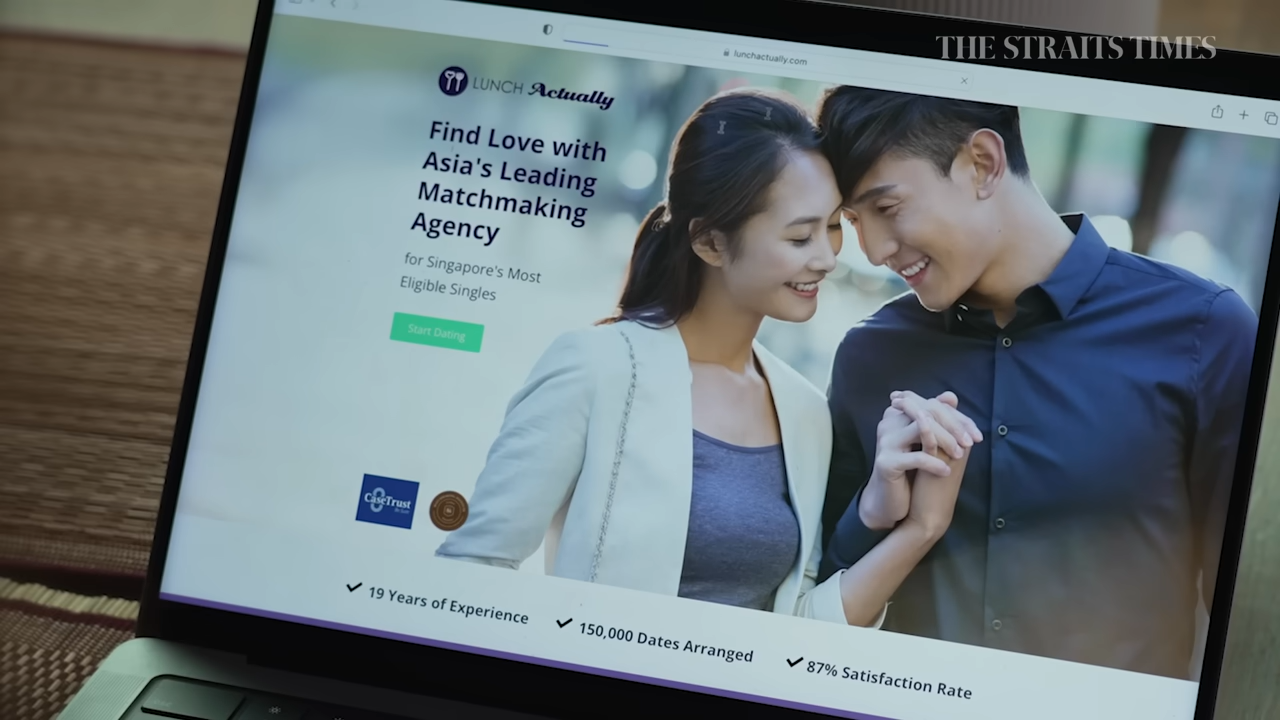 THE STRAITS TIMES
lunchactually.com
LUNCH Actually
Find Love with
Asia's Leading
Matchmaking
Agency
for Singapore's Most
Eligible Singles
Start Dating
CaseTrust
19 Years of Experience
150,000 Dates Arranged
87% Satisfaction Rate